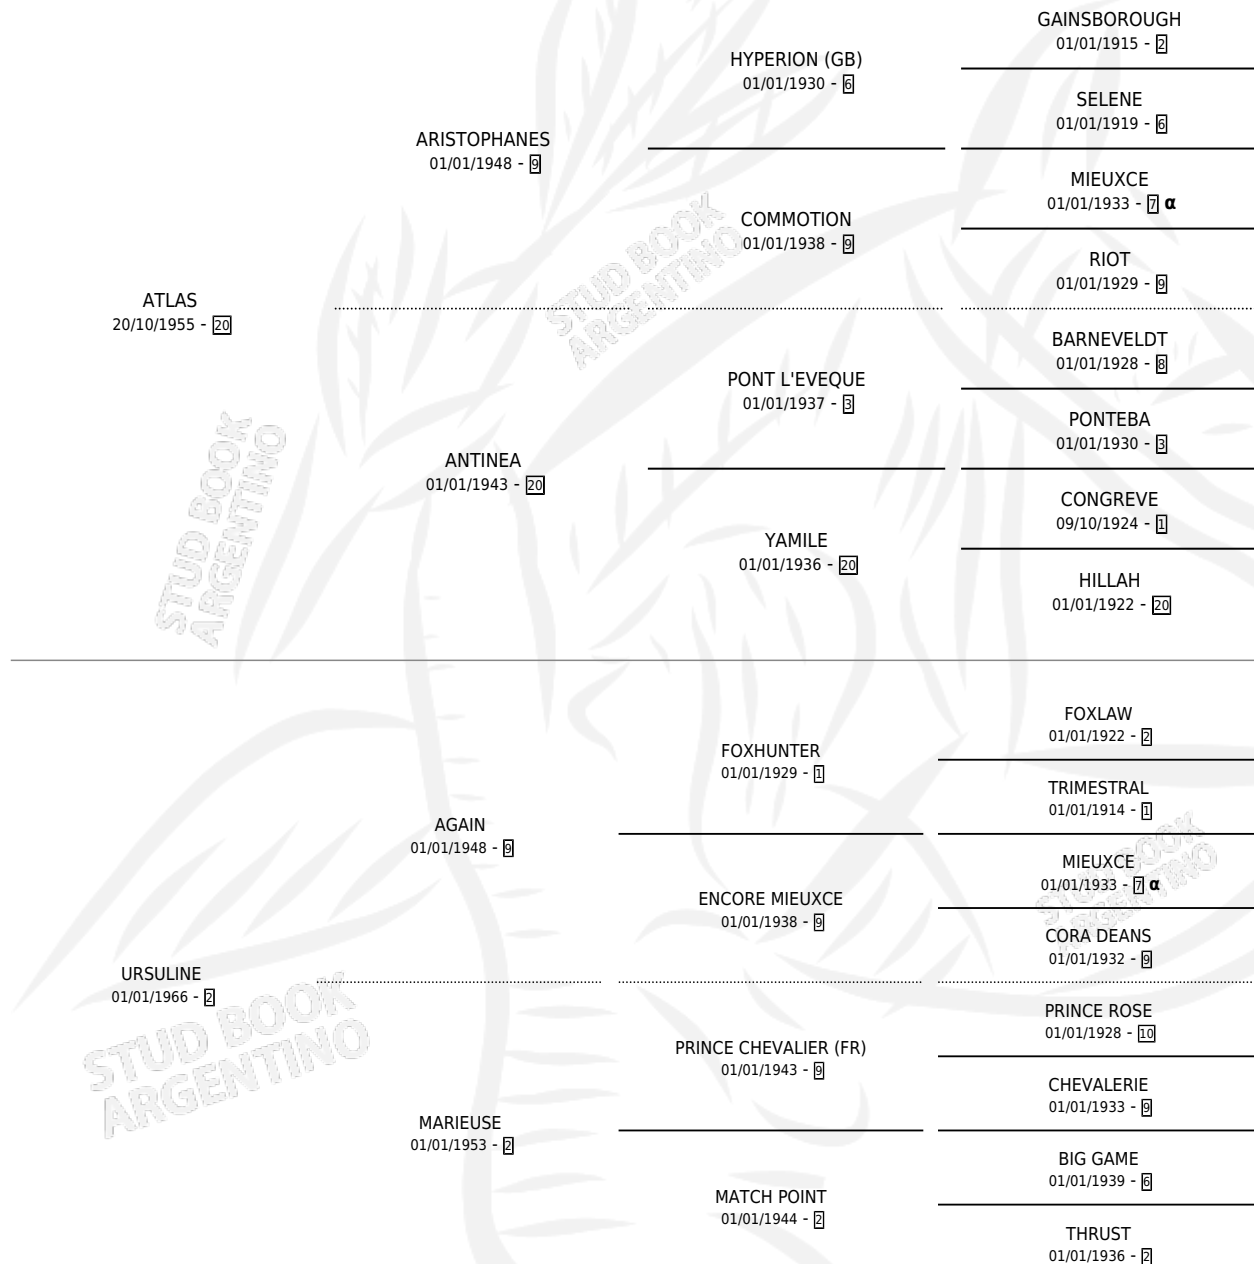 GAINSBOROUGH
01/01/1915 - 2
HYPERION (GB)
01/01/1930 - 6
SELENE
01/01/1919 - 6
ARISTOPHANES
01/01/1948 - 9
MIEUXCE
01/01/1933 - 7 α
COMMOTION
01/01/1938 - 9
RIOT
01/01/1929 - 9
ATLAS
20/10/1955 - 20
BARNEVELDT
01/01/1928 - 8
PONT L'EVEQUE
01/01/1937 - 3
PONTEBA
01/01/1930 - 3
ANTINEA
01/01/1943 - 20
CONGREVE
09/10/1924 - 1
YAMILE
01/01/1936 - 20
HILLAH
01/01/1922 - 20
FOXLAW
01/01/1922 - 2
FOXHUNTER
01/01/1929 - 1
TRIMESTRAL
01/01/1914 - 1
AGAIN
01/01/1948 - 9
MIEUXCE
01/01/1933 - 7 α
ENCORE MIEUXCE
01/01/1938 - 9
CORA DEANS
01/01/1932 - 9
URSULINE
01/01/1966 - 2
PRINCE ROSE
01/01/1928 - 10
PRINCE CHEVALIER (FR)
01/01/1943 - 9
CHEVALERIE
01/01/1933 - 9
MARIEUSE
01/01/1953 - 2
BIG GAME
01/01/1939 - 6
MATCH POINT
01/01/1944 - 2
THRUST
01/01/1936 - 2
STUD BOOK
ARGENTINO
STUD BOOK
ARGENTINO
STUD BOOK
ARGENTINO
STUD BOOK
ARGENTINO